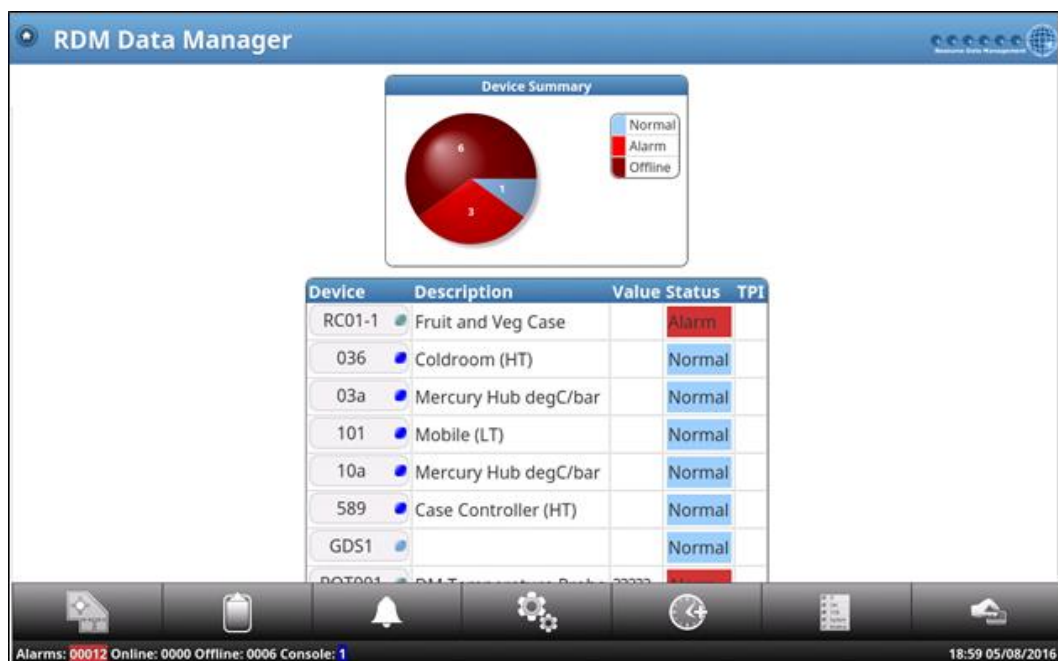 RDM Data Manager
Resource Data Management
Device Summary
Normal
Alarm
Offline
6
1
3
Device Description Value Status TPI
RC01-1 Fruit and Veg Case Alarm
036 Coldroom (HT) Normal
03a Mercury Hub degC/bar Normal
101 Mobile (LT) Normal
10a Mercury Hub degC/bar Normal
589 Case Controller (HT) Normal
GDS1 Normal
Alarms: 00012 Online: 0000 Offline: 0006 Console: 1
18:59 05/08/2016